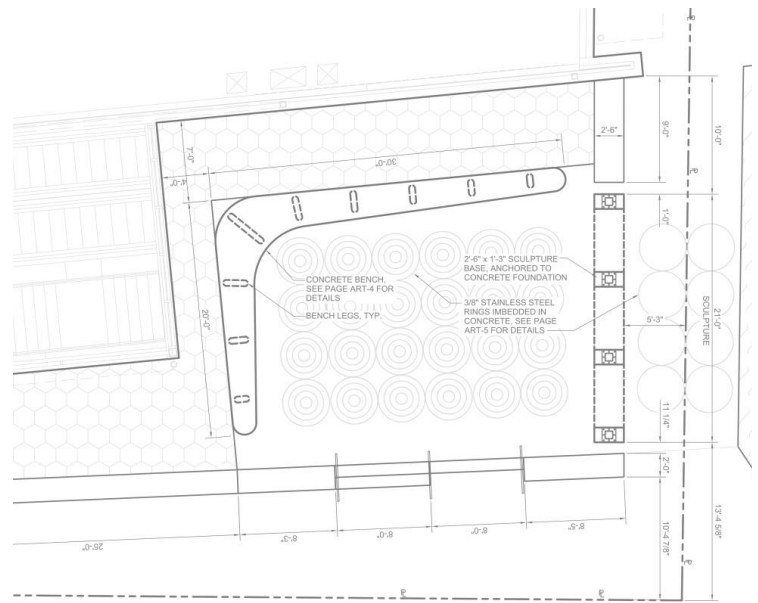 2'-6"
9'-0"
10'-0"
7'-0"
4'-0"
30'-0"
1'-0"
2'-6" x 1'-3" SCULPTURE
BASE, ANCHORED TO
CONCRETE FOUNDATION
CONCRETE BENCH,
SEE PAGE ART-4 FOR
DETAILS
BENCH LEGS, TYP.
3/8" STAINLESS STEEL
RINGS IMBEDDED IN
CONCRETE, SEE PAGE
ART-5 FOR DETAILS
5'-3"
21'-0"
SCULPTURE
20'-0"
11 1/4"
2'-0"
13'-4 5/8"
10'-4 7/8"
25'-0"
8'-3"
8'-0"
8'-0"
8'-5"